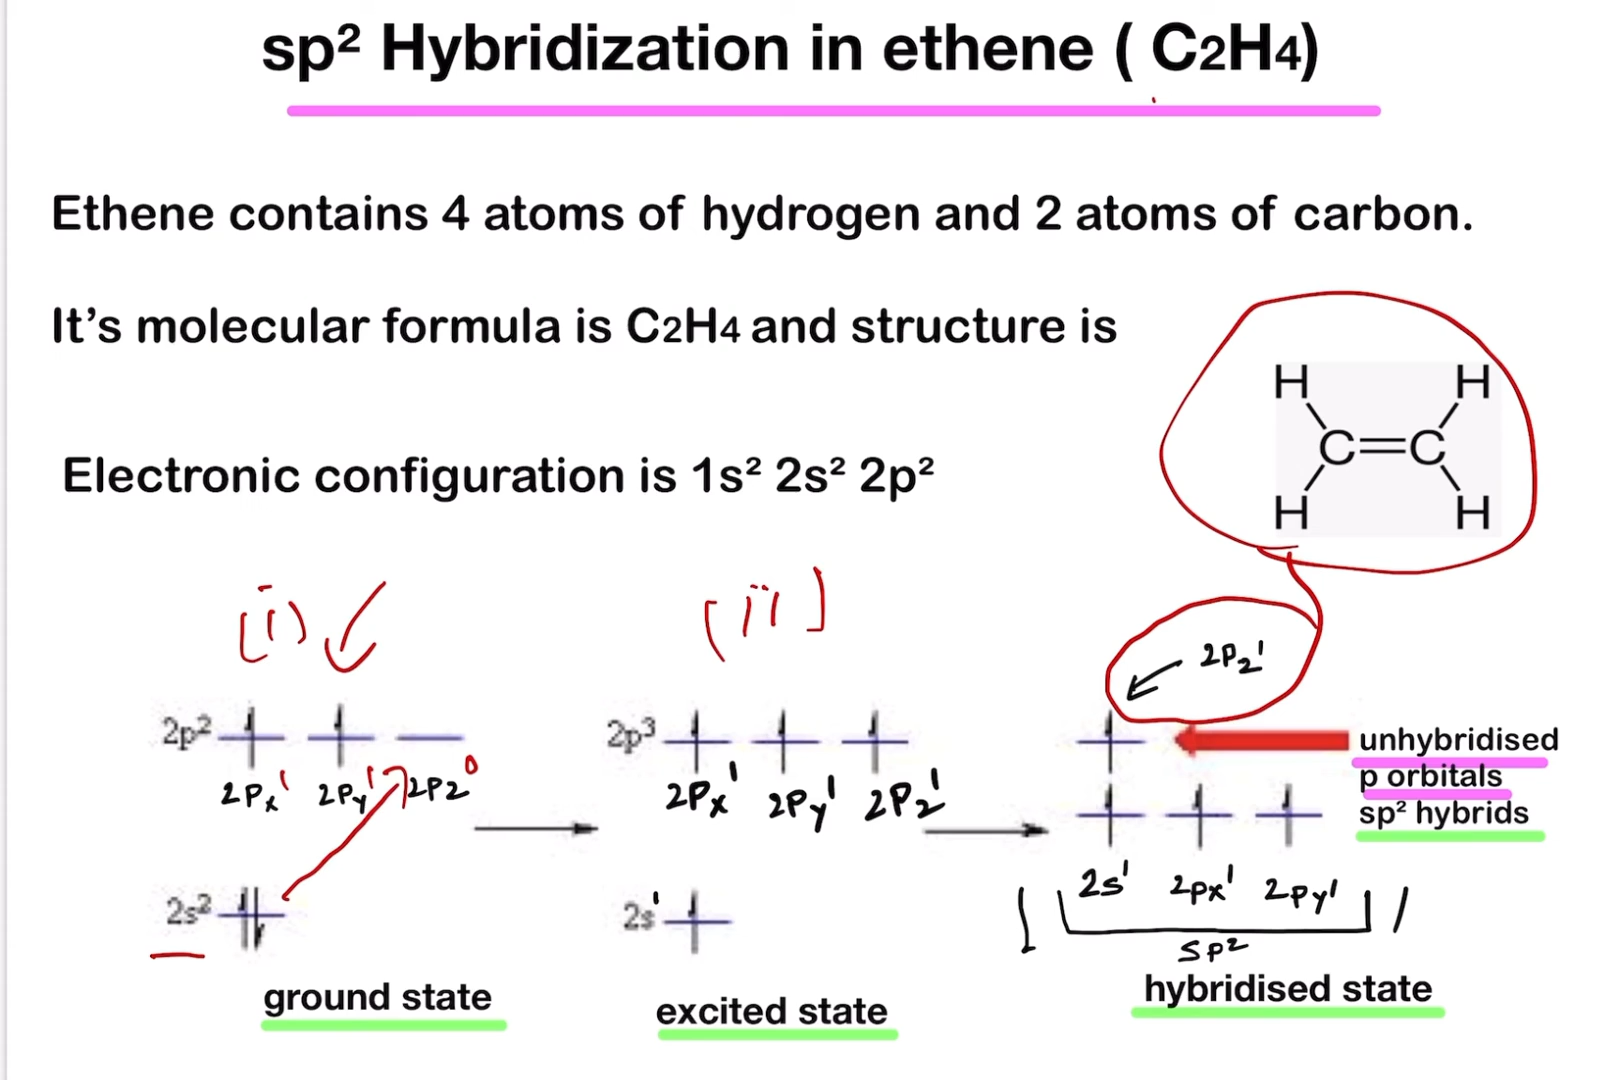 sp² Hybridization in ethene ( C2H4)
Ethene contains 4 atoms of hydrogen and 2 atoms of carbon.
It’s molecular formula is C2H4 and structure is
H H
C=C
H H
Electronic configuration is 1s² 2s² 2p²
(i) (ii)
2Pz¹
2p² 2p³ unhybridised
p orbitals
2Px¹ 2Py¹ 2Pz⁰ 2Px¹ 2Py¹ 2Pz¹ sp² hybrids
2s¹ 2px¹ 2py¹
2s² 2s¹
sp²
ground state excited state hybridised state